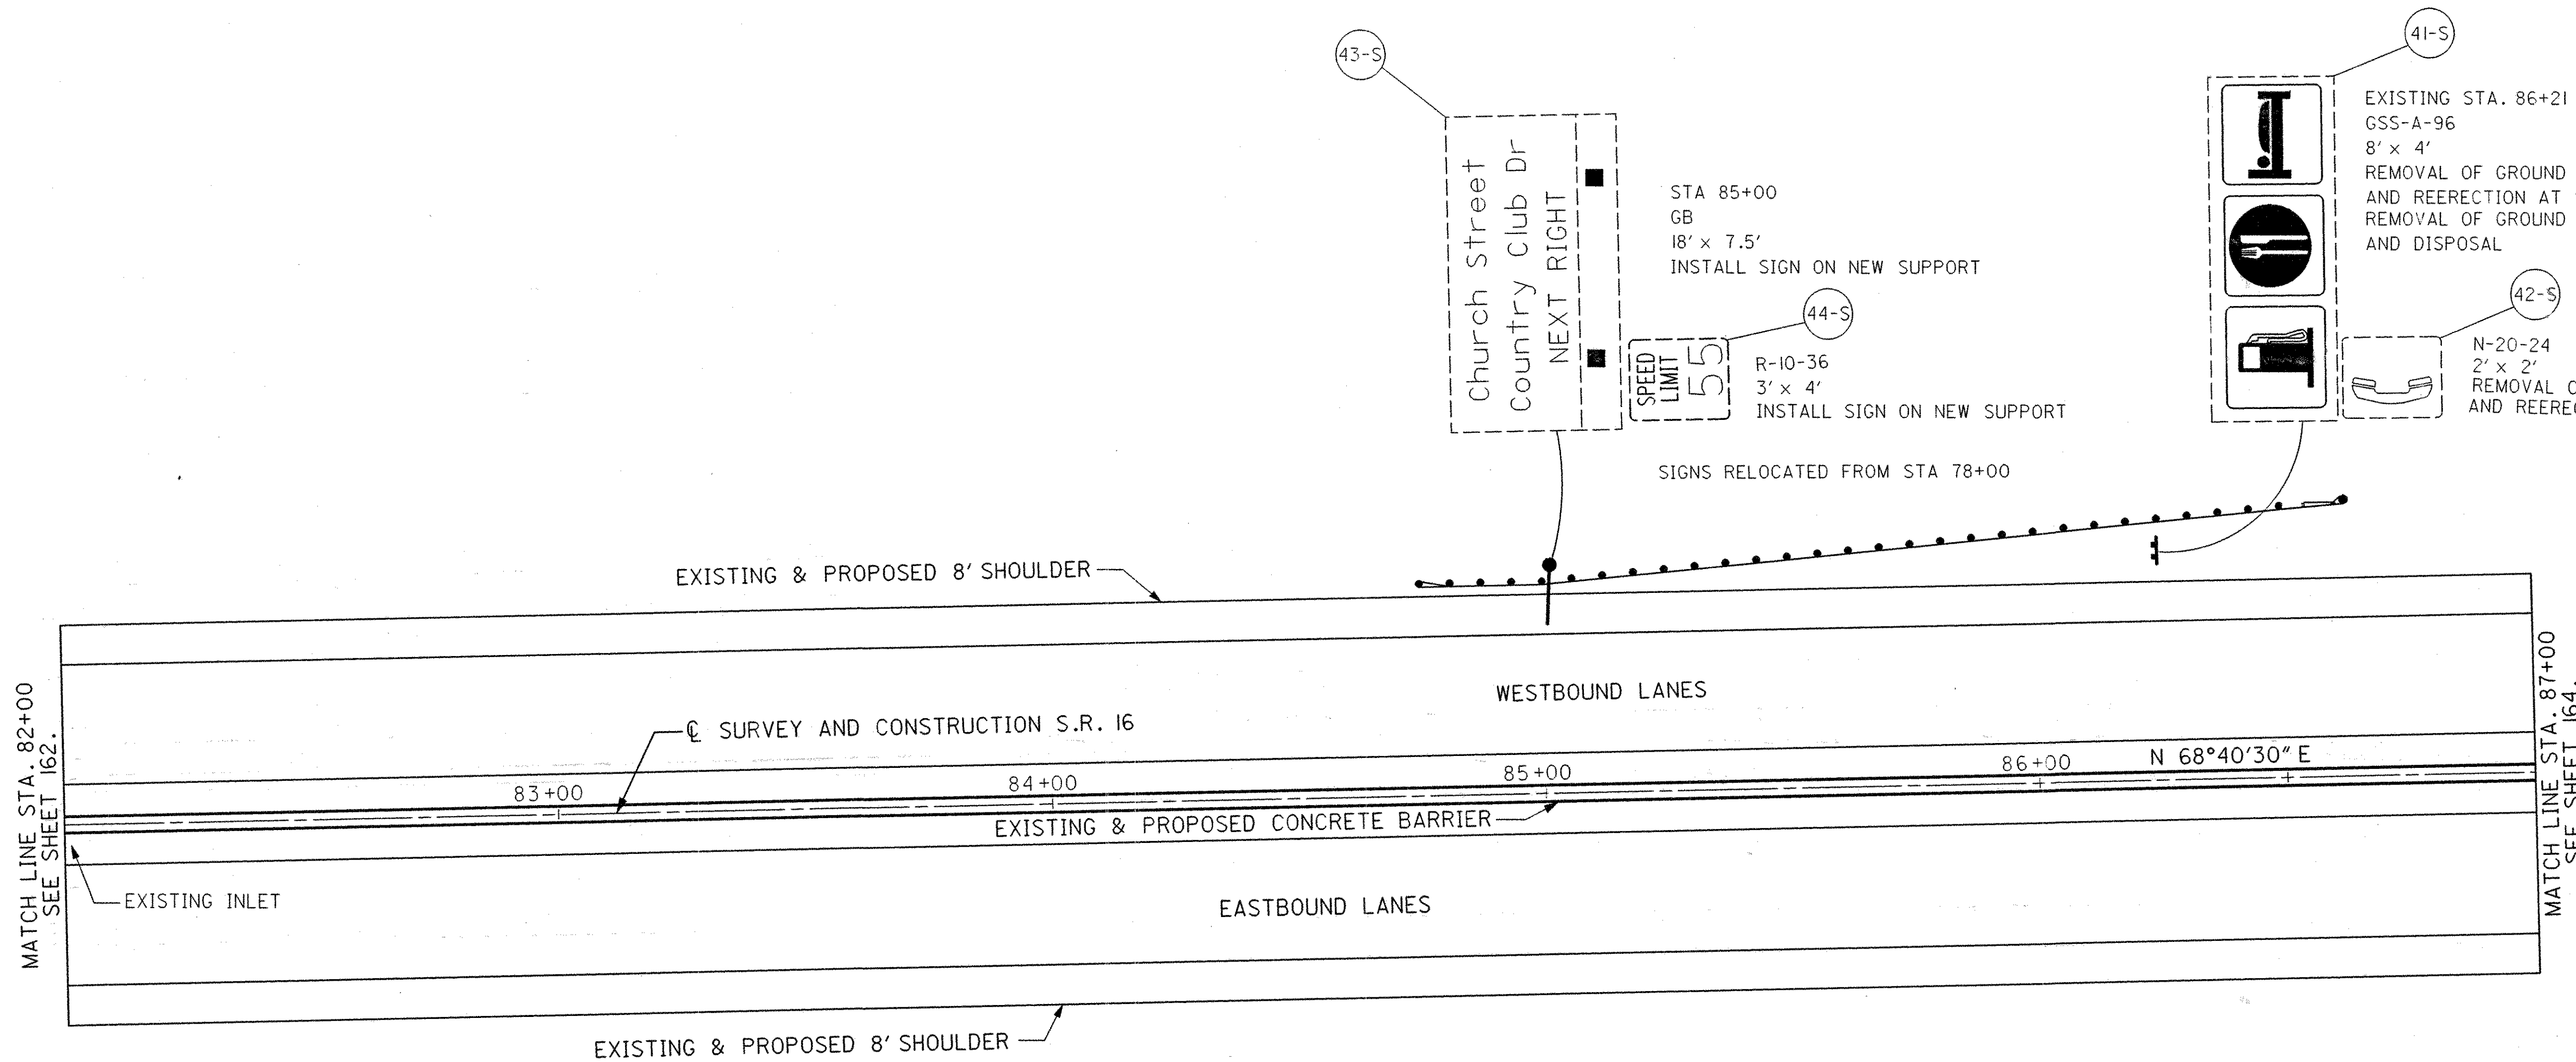 43-S
41-S
Church Street
Country Club Dr
NEXT RIGHT
STA 85+00
GB
18' x 7.5'
INSTALL SIGN ON NEW SUPPORT
44-S
SPEED
LIMIT
55
R-10-36
3' x 4'
INSTALL SIGN ON NEW SUPPORT
SIGNS RELOCATED FROM STA 78+00
EXISTING STA. 86+21
GSS-A-96
8' x 4'
REMOVAL OF GROUND
AND REERECTION AT
REMOVAL OF GROUND
AND DISPOSAL
42-S
N-20-24
2' x 2'
REMOVAL
AND
EXISTING & PROPOSED 8' SHOULDER
WESTBOUND LANES
℄ SURVEY AND CONSTRUCTION S.R. 16
83+00
84+00
85+00
86+00
N 68°40'30" E
EXISTING & PROPOSED CONCRETE BARRIER
EXISTING INLET
EASTBOUND LANES
EXISTING & PROPOSED 8' SHOULDER
MATCH LINE STA. 82+00
SEE SHEET 162.
MATCH LINE STA. 87+00
SEE SHEET 164.